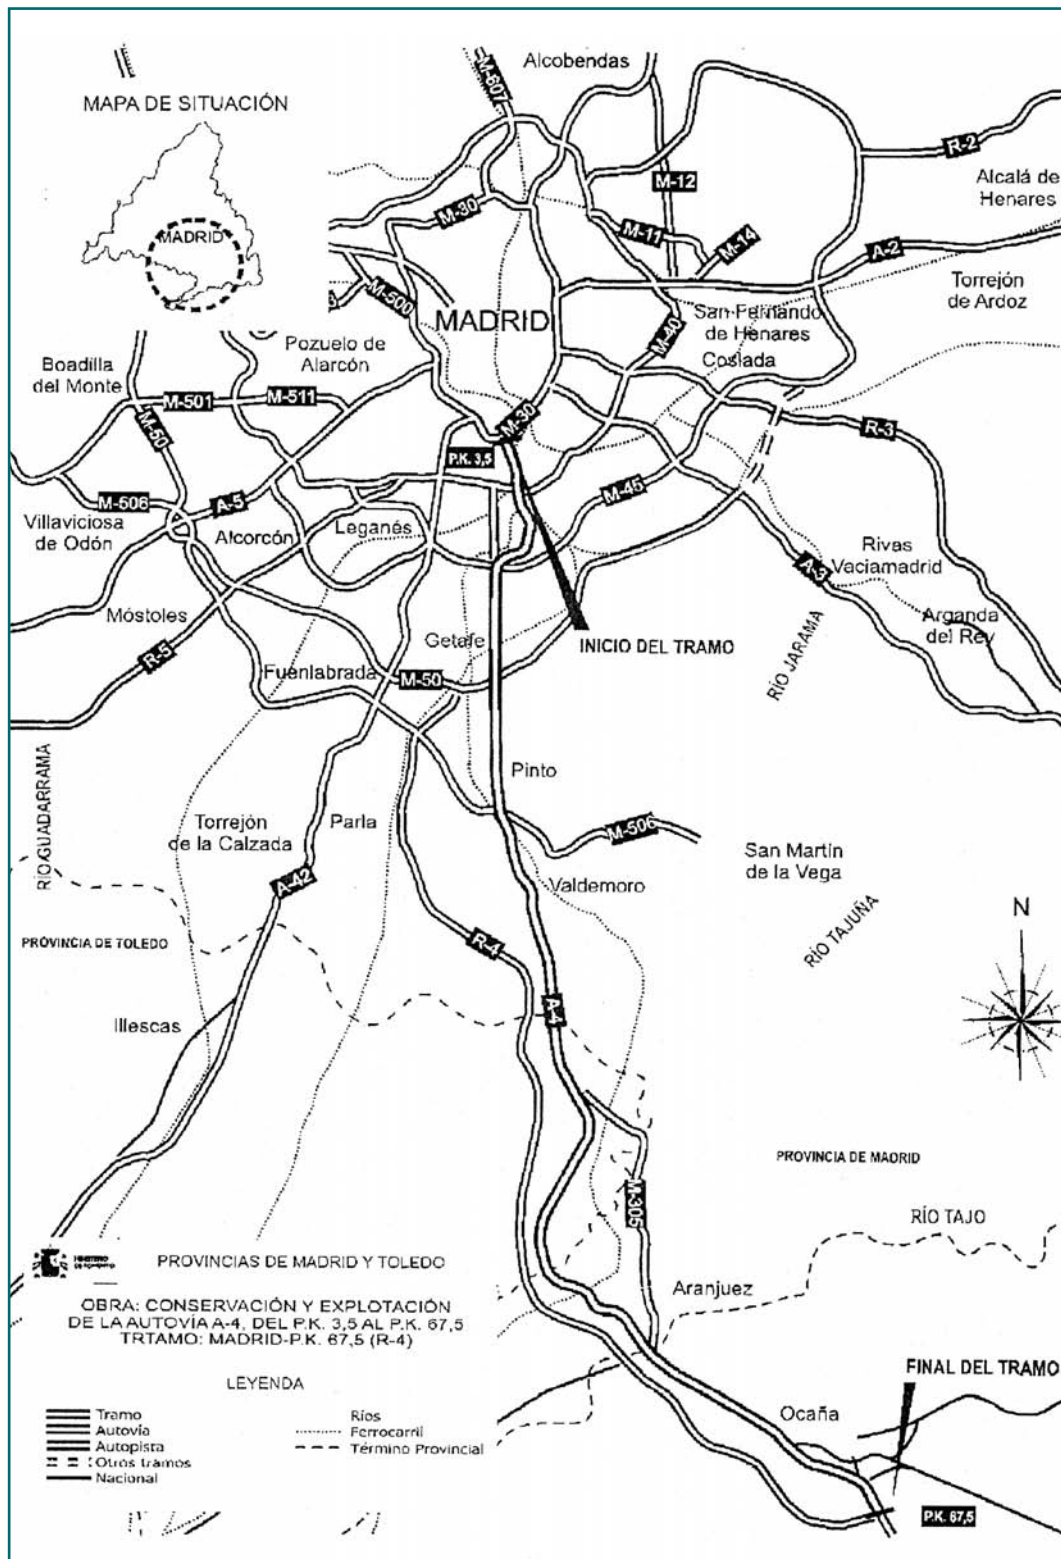 MAPA DE SITUACIÓN
MADRID
Alcobendas
M-607
R-2
M-12
Alcalá de
Henares
M-30
M-11
M-14
A-2
M-500
MADRID
San Fernando
de Henares
Torrejón
de Ardoz
M-40
Coslada
Pozuelo de
Alarcón
Boadilla
del Monte
M-501
M-511
M-50
M-30
R-3
P.K. 3,5
M-506
A-5
M-45
Villaviciosa
de Odón
Alcorcón
Leganés
Rivas
Vaciamadrid
A-3
Móstoles
Getafe
INICIO DEL TRAMO
Arganda
del Rey
R-5
Fuenlabrada
M-50
RÍO JARAMA
Pinto
RÍO GUADARRAMA
Torrejón
de la Calzada
Parla
M-506
San Martín
de la Vega
A-42
Valdemoro
N
PROVINCIA DE TOLEDO
R-4
RÍO TAJUÑA
A-4
Illescas
PROVINCIA DE MADRID
M-305
RÍO TAJO
Aranjuez
MINISTERIO
DE FOMENTO
PROVINCIAS DE MADRID Y TOLEDO
OBRA: CONSERVACIÓN Y EXPLOTACIÓN
DE LA AUTOVÍA A-4, DEL P.K. 3,5 AL P.K. 67,5
TRTAMO: MADRID-P.K. 67,5 (R-4)
FINAL DEL TRAMO
Ocaña
P.K. 67,5
LEYENDA
Tramo
Autovía
Autopista
Otros tramos
Nacional
Ríos
Ferrocarril
Término Provincial